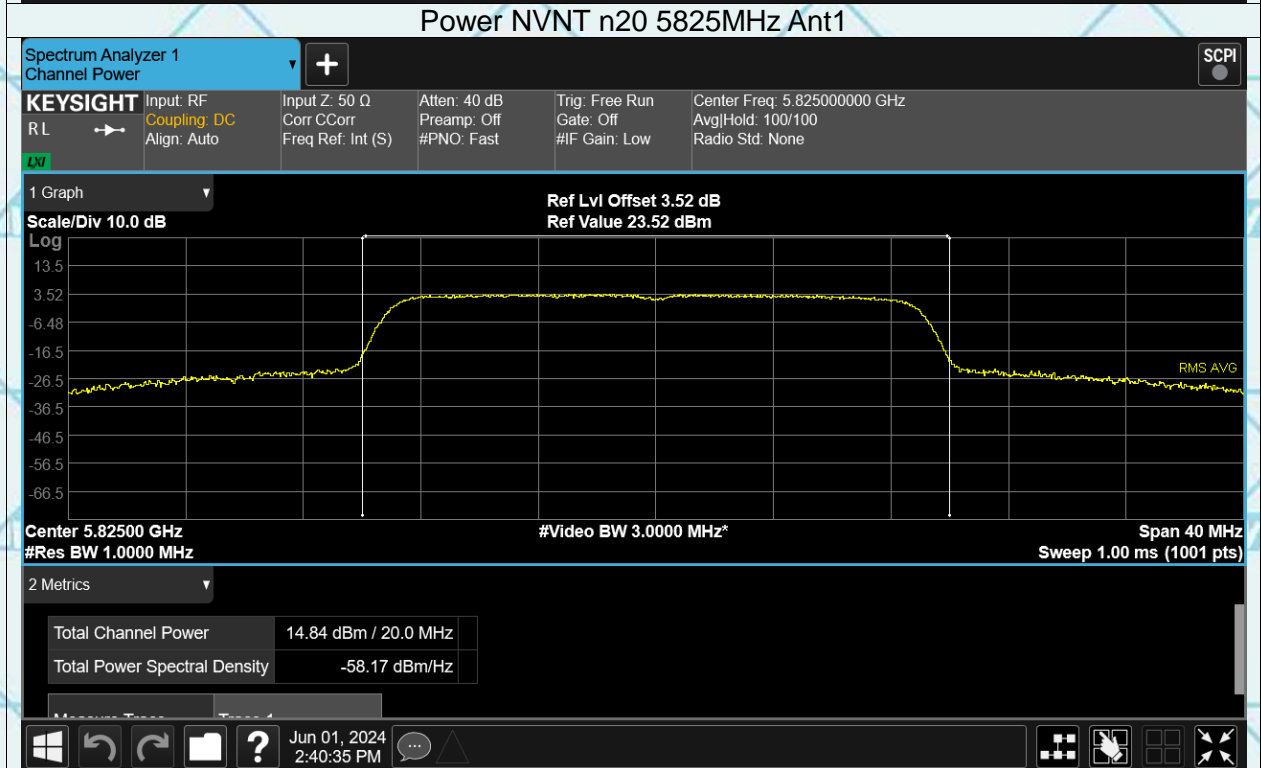 Power NVNT n20 5825MHz Ant1
Spectrum Analyzer 1
Channel Power
SCPI
KEYSIGHT
R L
LXI
Input: RF
Coupling: DC
Align: Auto
Input Z: 50 Ω
Corr CCorr
Freq Ref: Int (S)
Atten: 40 dB
Preamp: Off
#PNO: Fast
Trig: Free Run
Gate: Off
#IF Gain: Low
Center Freq: 5.825000000 GHz
Avg|Hold: 100/100
Radio Std: None
1 Graph
Ref Lvl Offset 3.52 dB
Scale/Div 10.0 dB
Ref Value 23.52 dBm
Log
13.5
3.52
-6.48
-16.5
-26.5
-36.5
-46.5
-56.5
-66.5
RMS AVG
Center 5.82500 GHz
#Video BW 3.0000 MHz*
Span 40 MHz
#Res BW 1.0000 MHz
Sweep 1.00 ms (1001 pts)
2 Metrics
Total Channel Power 14.84 dBm / 20.0 MHz
Total Power Spectral Density -58.17 dBm/Hz
Measure Trace Trace 1
?
Jun 01, 2024
2:40:35 PM